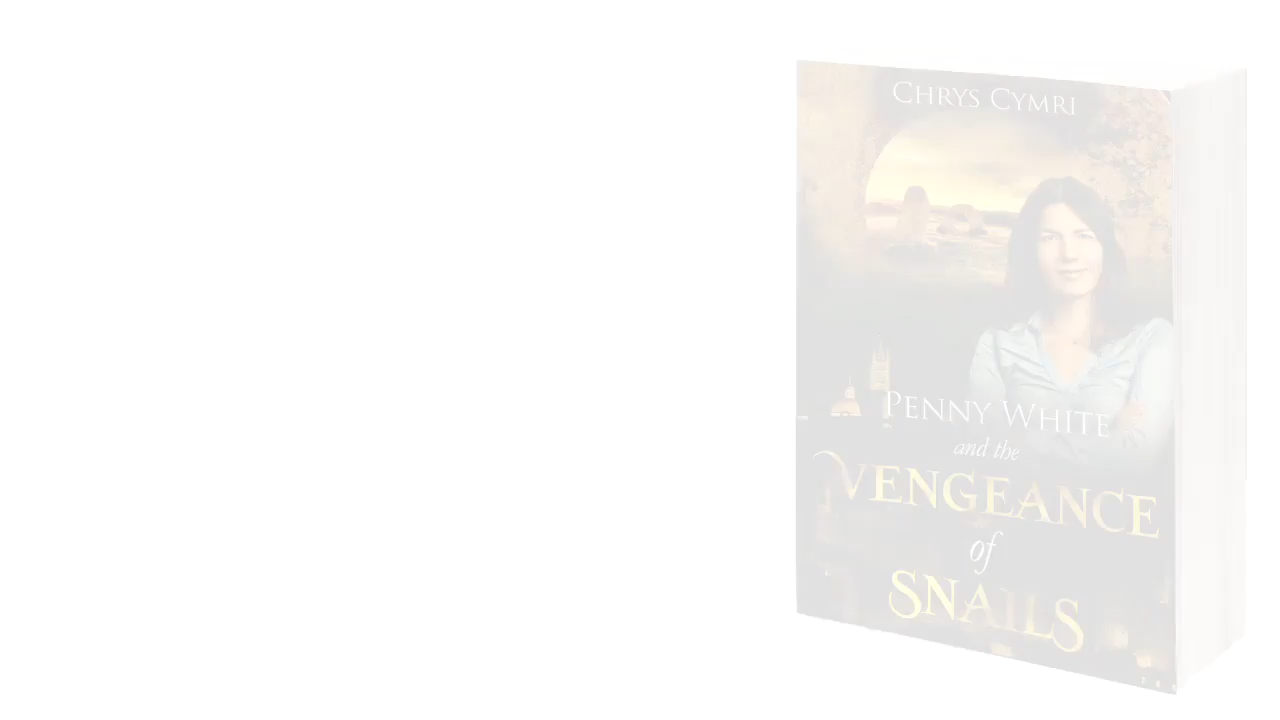 CHRYS CYMRI
PENNY WHITE
and the
VENGEANCE
of
SNAILS